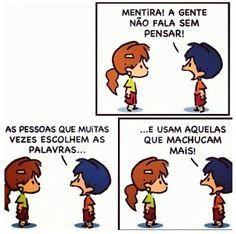 MENTIRA! A GENTE
NÃO FALA SEM
PENSAR!
AS PESSOAS QUE MUITAS
VEZES ESCOLHEM AS
PALAVRAS...
...E USAM AQUELAS
QUE MACHUCAM
MAIS!